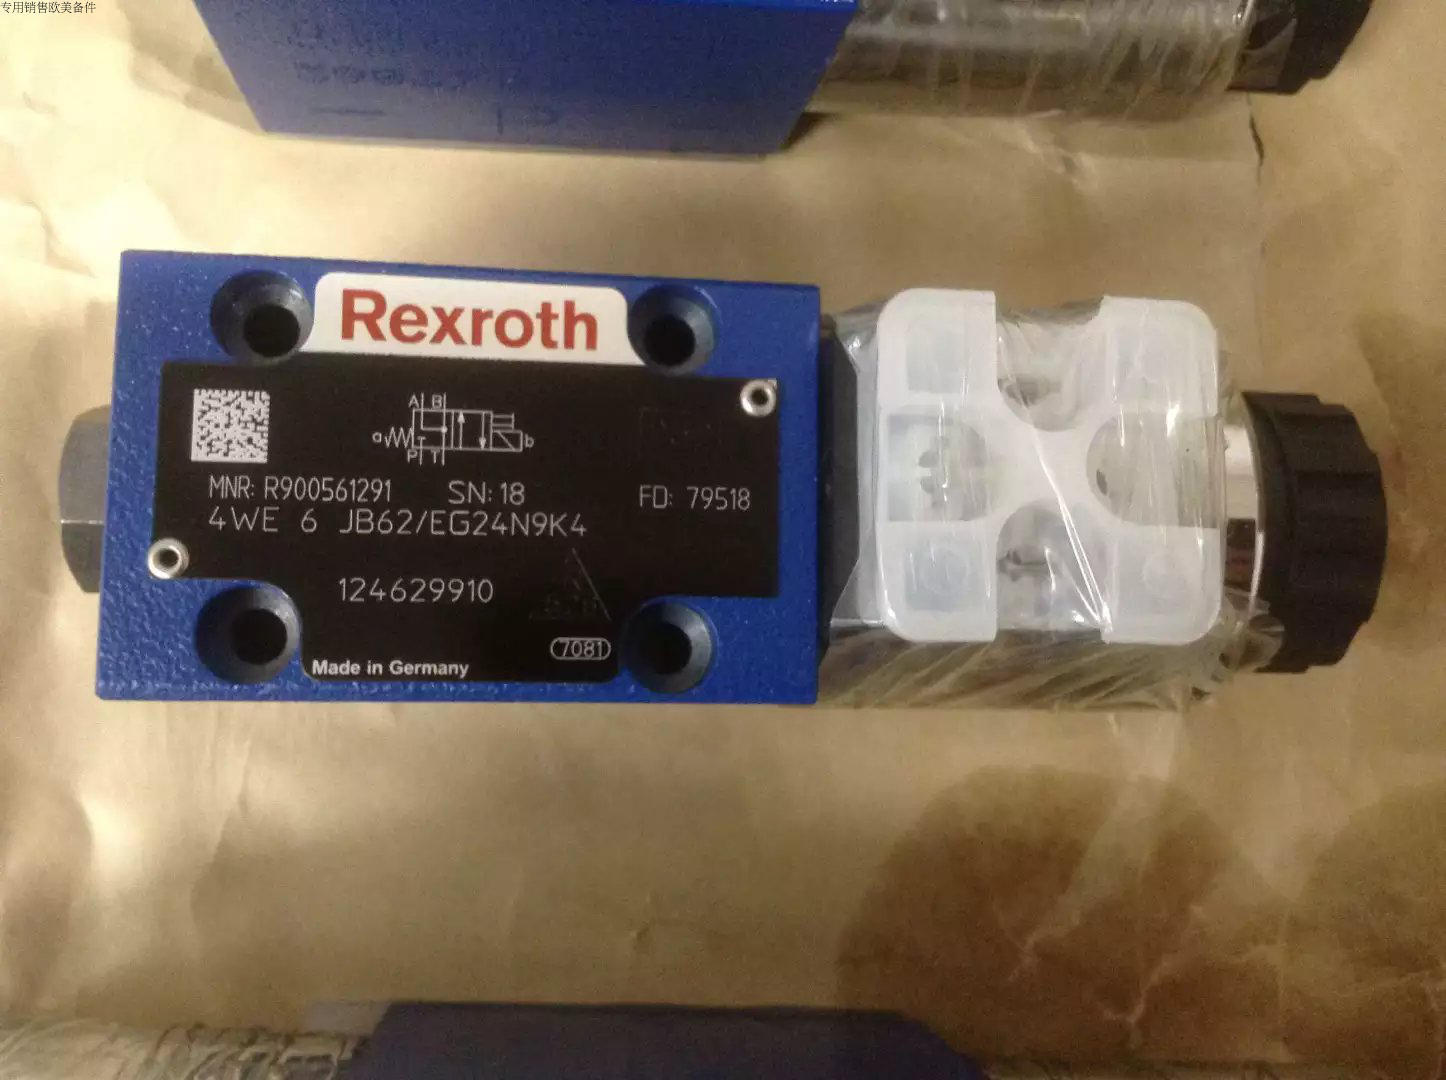 专用销售欧美备件
Rexroth
A B
a b
P T
MNR: R900561291 SN: 18 FD: 79518
4WE 6 JB62/EG24N9K4
124629910
7081
Made in Germany